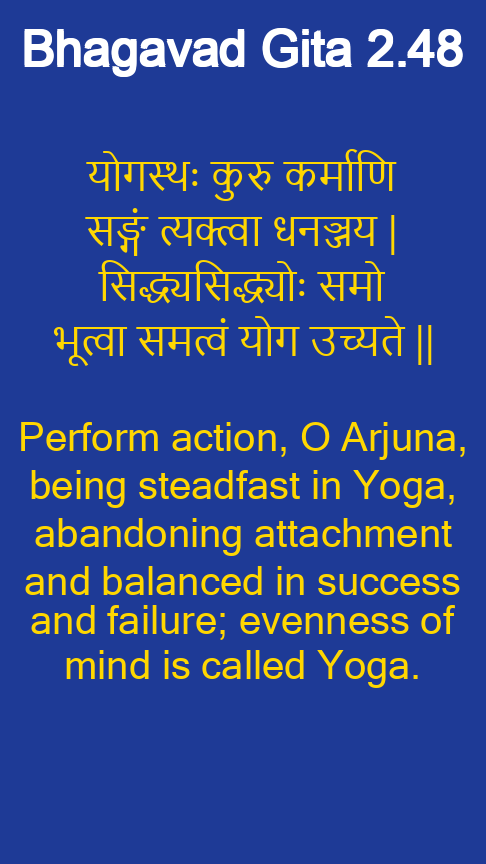 Bhagavad Gita 2.48
योगस्थः कुरु कर्माणि
सङ्गं त्यक्त्वा धनञ्जय |
सिद्ध्यसिद्ध्योः समो
भूत्वा समत्वं योग उच्यते ||
Perform action, O Arjuna,
being steadfast in Yoga,
abandoning attachment
and balanced in success
and failure; evenness of
mind is called Yoga.